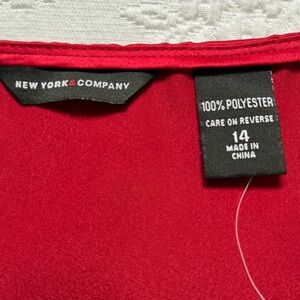 NEW YORK & COMPANY
100% POLYESTER
CARE ON REVERSE
14
MADE IN
CHINA